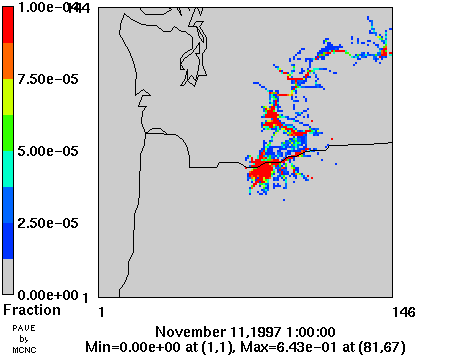 1.00e-04
144
7.50e-05
5.00e-05
2.50e-05
0.00e+00
1
Fraction
1
146
PAVE
by
MCNC
November 11,1997 1:00:00
Min=0.00e+00 at (1,1), Max=6.43e-01 at (81,67)